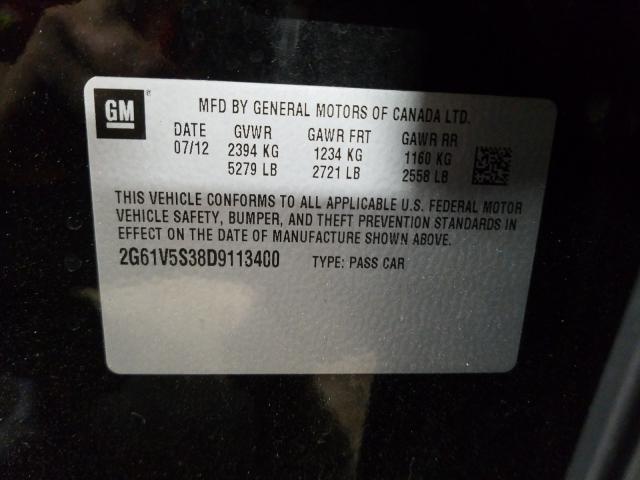 GM
MFD BY GENERAL MOTORS OF CANADA LTD.
DATE GVWR GAWR FRT GAWR RR
07/12 2394 KG 1234 KG 1160 KG
5279 LB 2721 LB 2558 LB
THIS VEHICLE CONFORMS TO ALL APPLICABLE U.S. FEDERAL MOTOR
VEHICLE SAFETY, BUMPER, AND THEFT PREVENTION STANDARDS IN
EFFECT ON THE DATE OF MANUFACTURE SHOWN ABOVE.
2G61V5S38D9113400 TYPE: PASS CAR